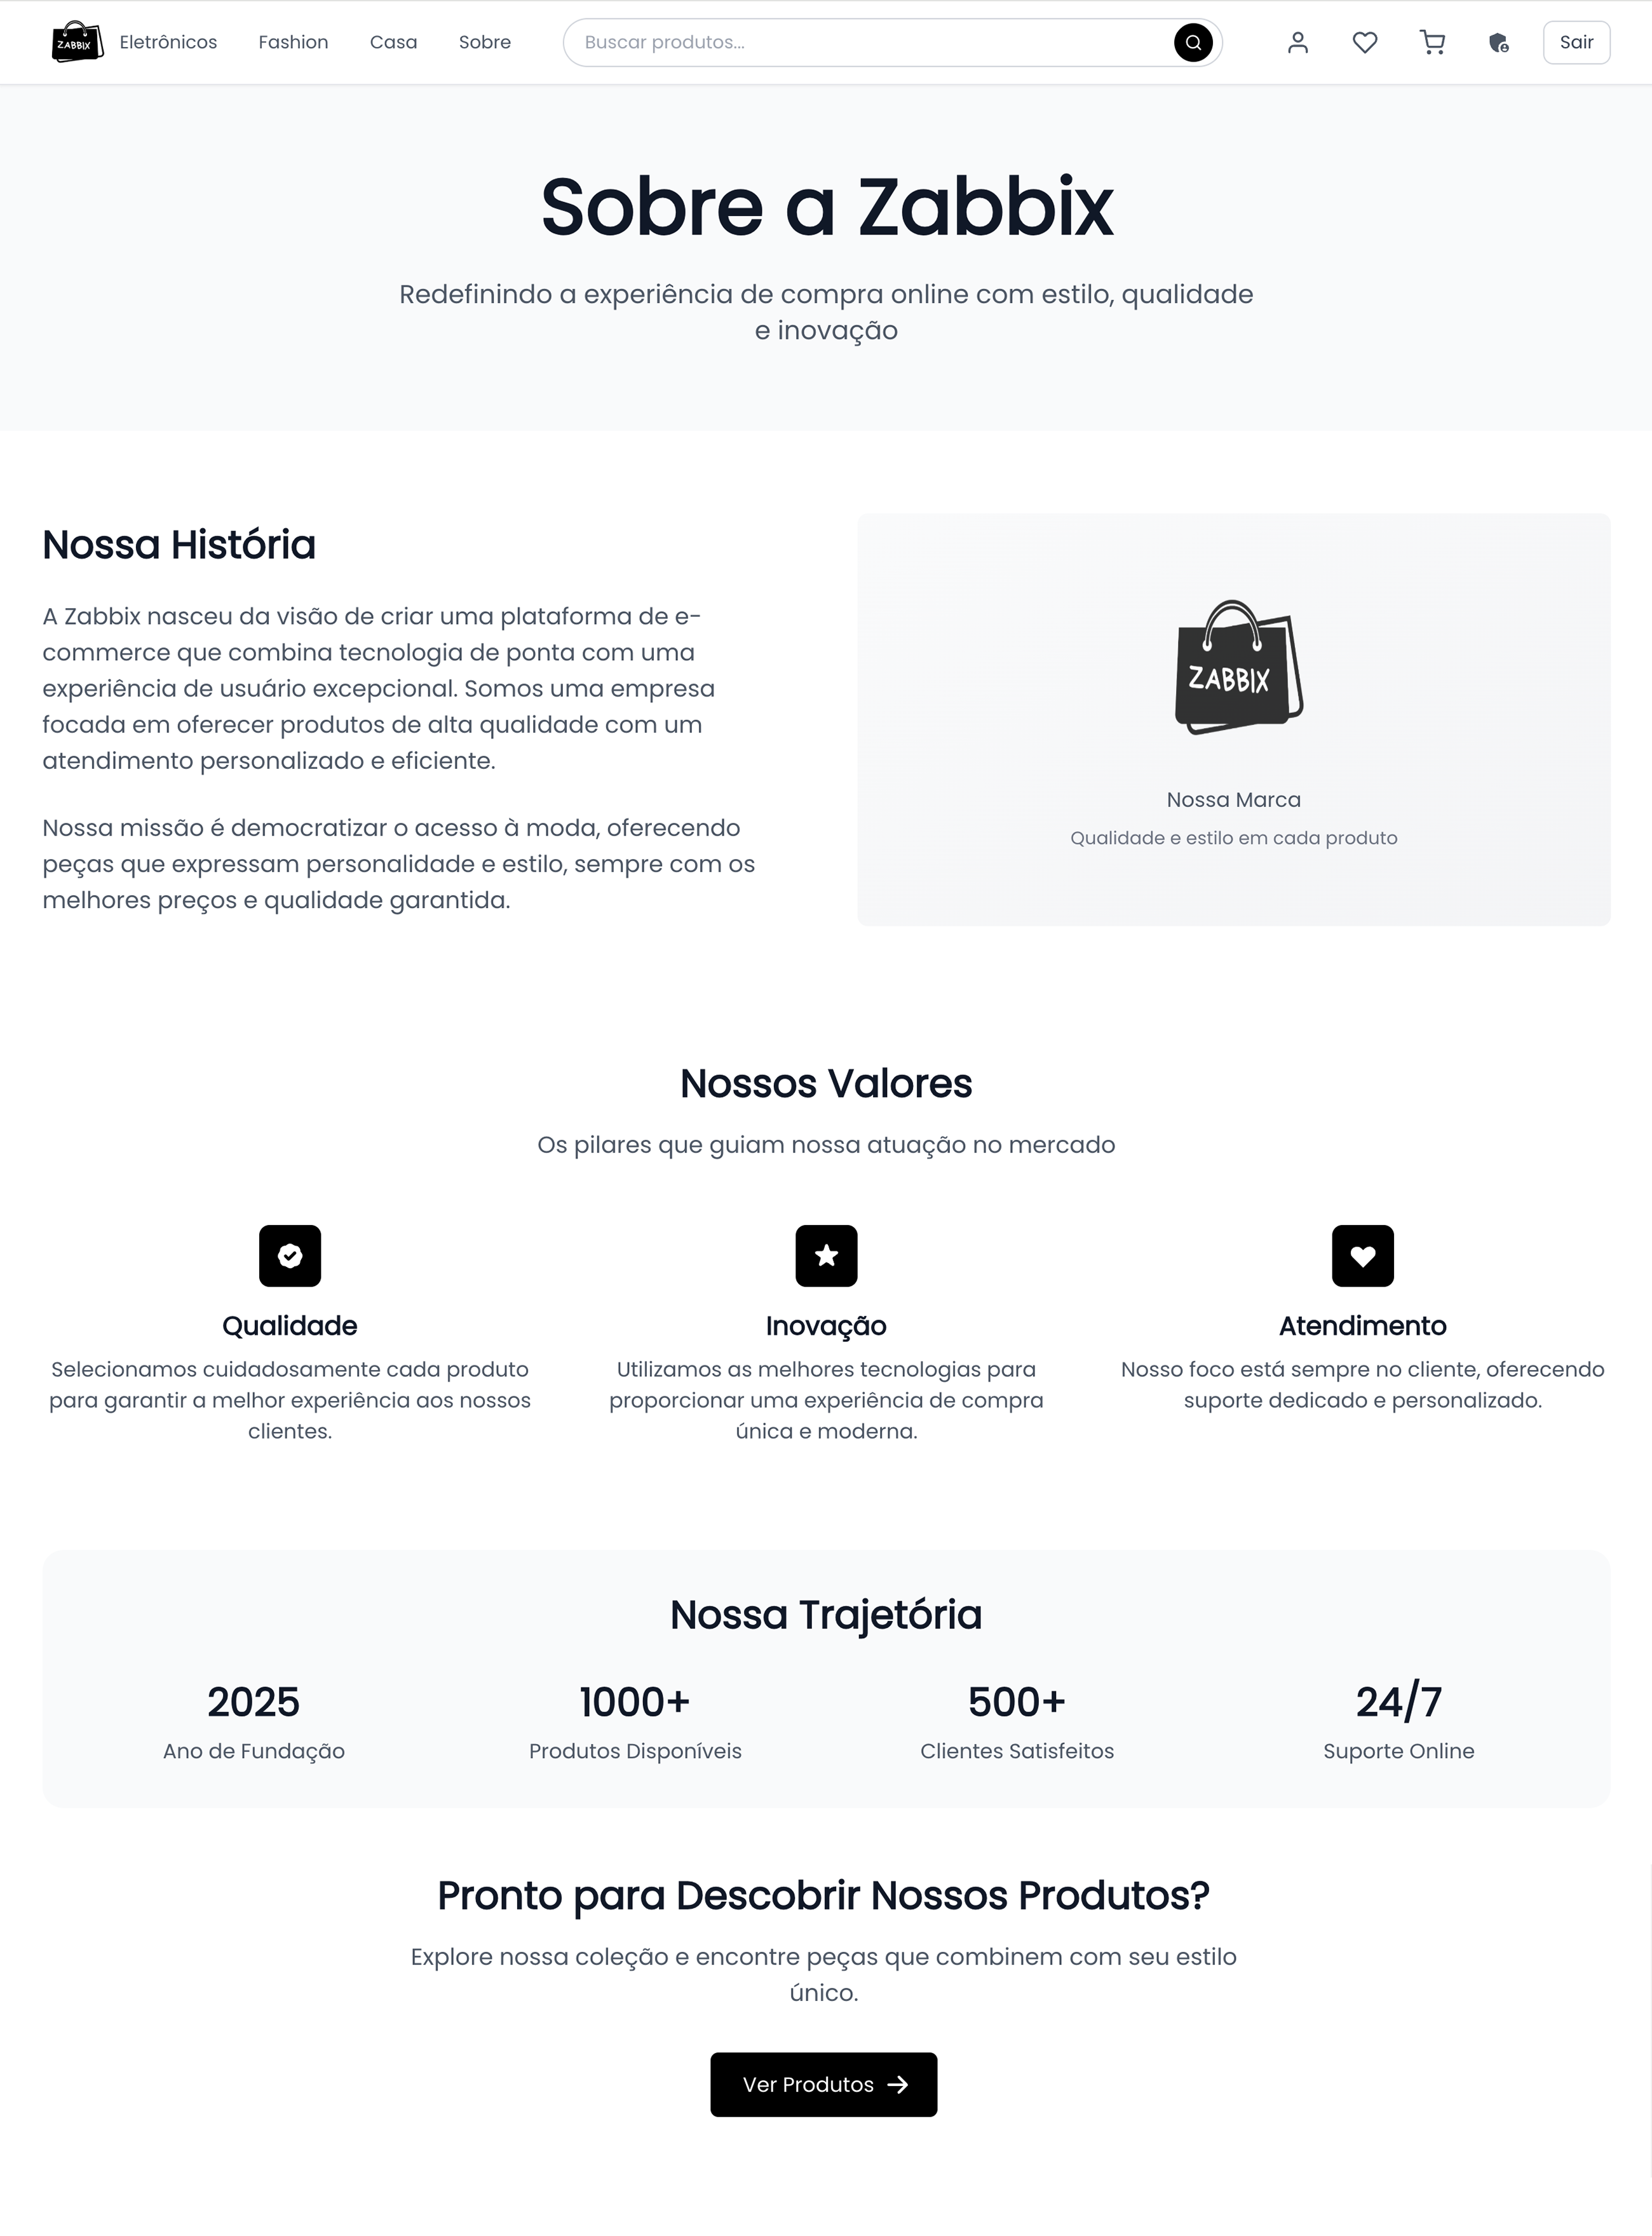 ZABBIX
Eletrônicos
Fashion
Casa
Sobre
Buscar produtos...
Sair
Sobre a Zabbix
Redefinindo a experiência de compra online com estilo, qualidade
e inovação
Nossa História
A Zabbix nasceu da visão de criar uma plataforma de e-
commerce que combina tecnologia de ponta com uma
experiência de usuário excepcional. Somos uma empresa
focada em oferecer produtos de alta qualidade com um
atendimento personalizado e eficiente.
Nossa missão é democratizar o acesso à moda, oferecendo
peças que expressam personalidade e estilo, sempre com os
melhores preços e qualidade garantida.
ZABBIX
Nossa Marca
Qualidade e estilo em cada produto
Nossos Valores
Os pilares que guiam nossa atuação no mercado
Qualidade
Selecionamos cuidadosamente cada produto
para garantir a melhor experiência aos nossos
clientes.
Inovação
Utilizamos as melhores tecnologias para
proporcionar uma experiência de compra
única e moderna.
Atendimento
Nosso foco está sempre no cliente, oferecendo
suporte dedicado e personalizado.
Nossa Trajetória
2025
Ano de Fundação
1000+
Produtos Disponíveis
500+
Clientes Satisfeitos
24/7
Suporte Online
Pronto para Descobrir Nossos Produtos?
Explore nossa coleção e encontre peças que combinem com seu estilo
único.
Ver Produtos